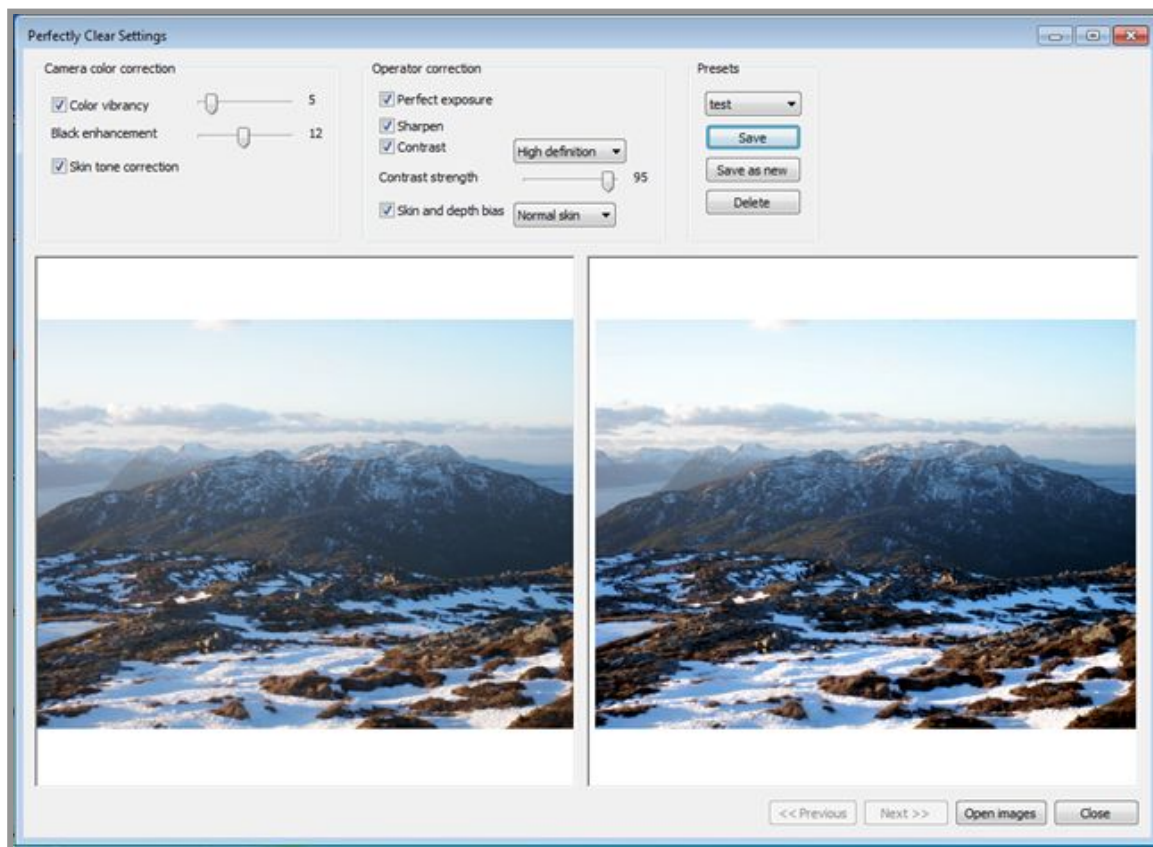 Perfectly Clear Settings
Camera color correction
Color vibrancy 5
Black enhancement 12
Skin tone correction
Operator correction
Perfect exposure
Sharpen
Contrast High definition
Contrast strength 95
Skin and depth bias Normal skin
Presets
test
Save
Save as new
Delete
<< Previous Next >> Open images Close